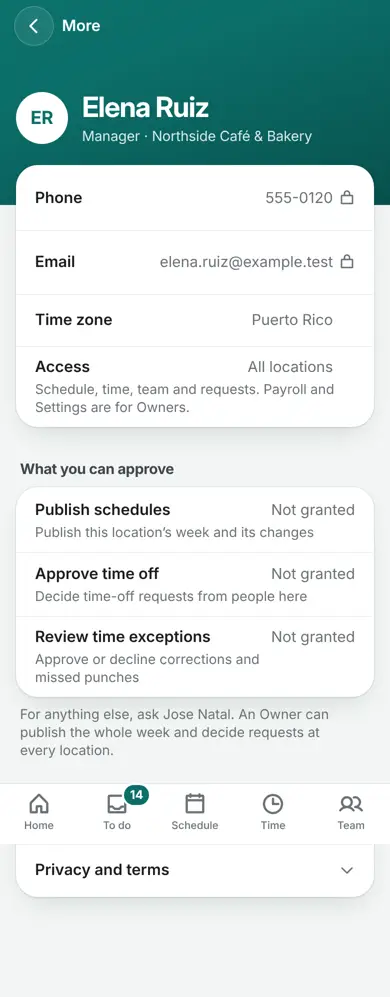 More
ER
Elena Ruiz
Manager · Northside Café & Bakery
Phone 555-0120
Email elena.ruiz@example.test
Time zone Puerto Rico
Access All locations
Schedule, time, team and requests. Payroll and
Settings are for Owners.
What you can approve
Publish schedules Not granted
Publish this location's week and its changes
Approve time off Not granted
Decide time-off requests from people here
Review time exceptions Not granted
Approve or decline corrections and
missed punches
For anything else, ask Jose Natal. An Owner can
publish the whole week and decide requests at
every location.
14
Home To do Schedule Time Team
Privacy and terms